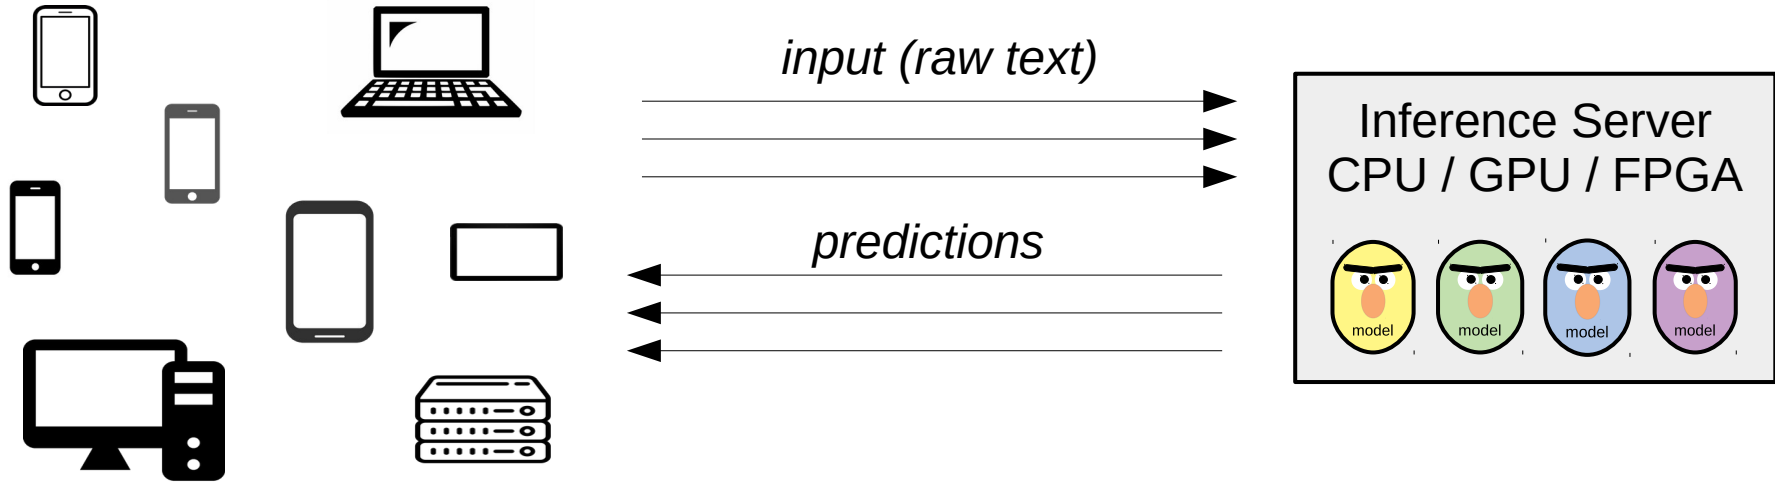 input (raw text)
predictions
Inference Server
CPU / GPU / FPGA
model
model
model
model